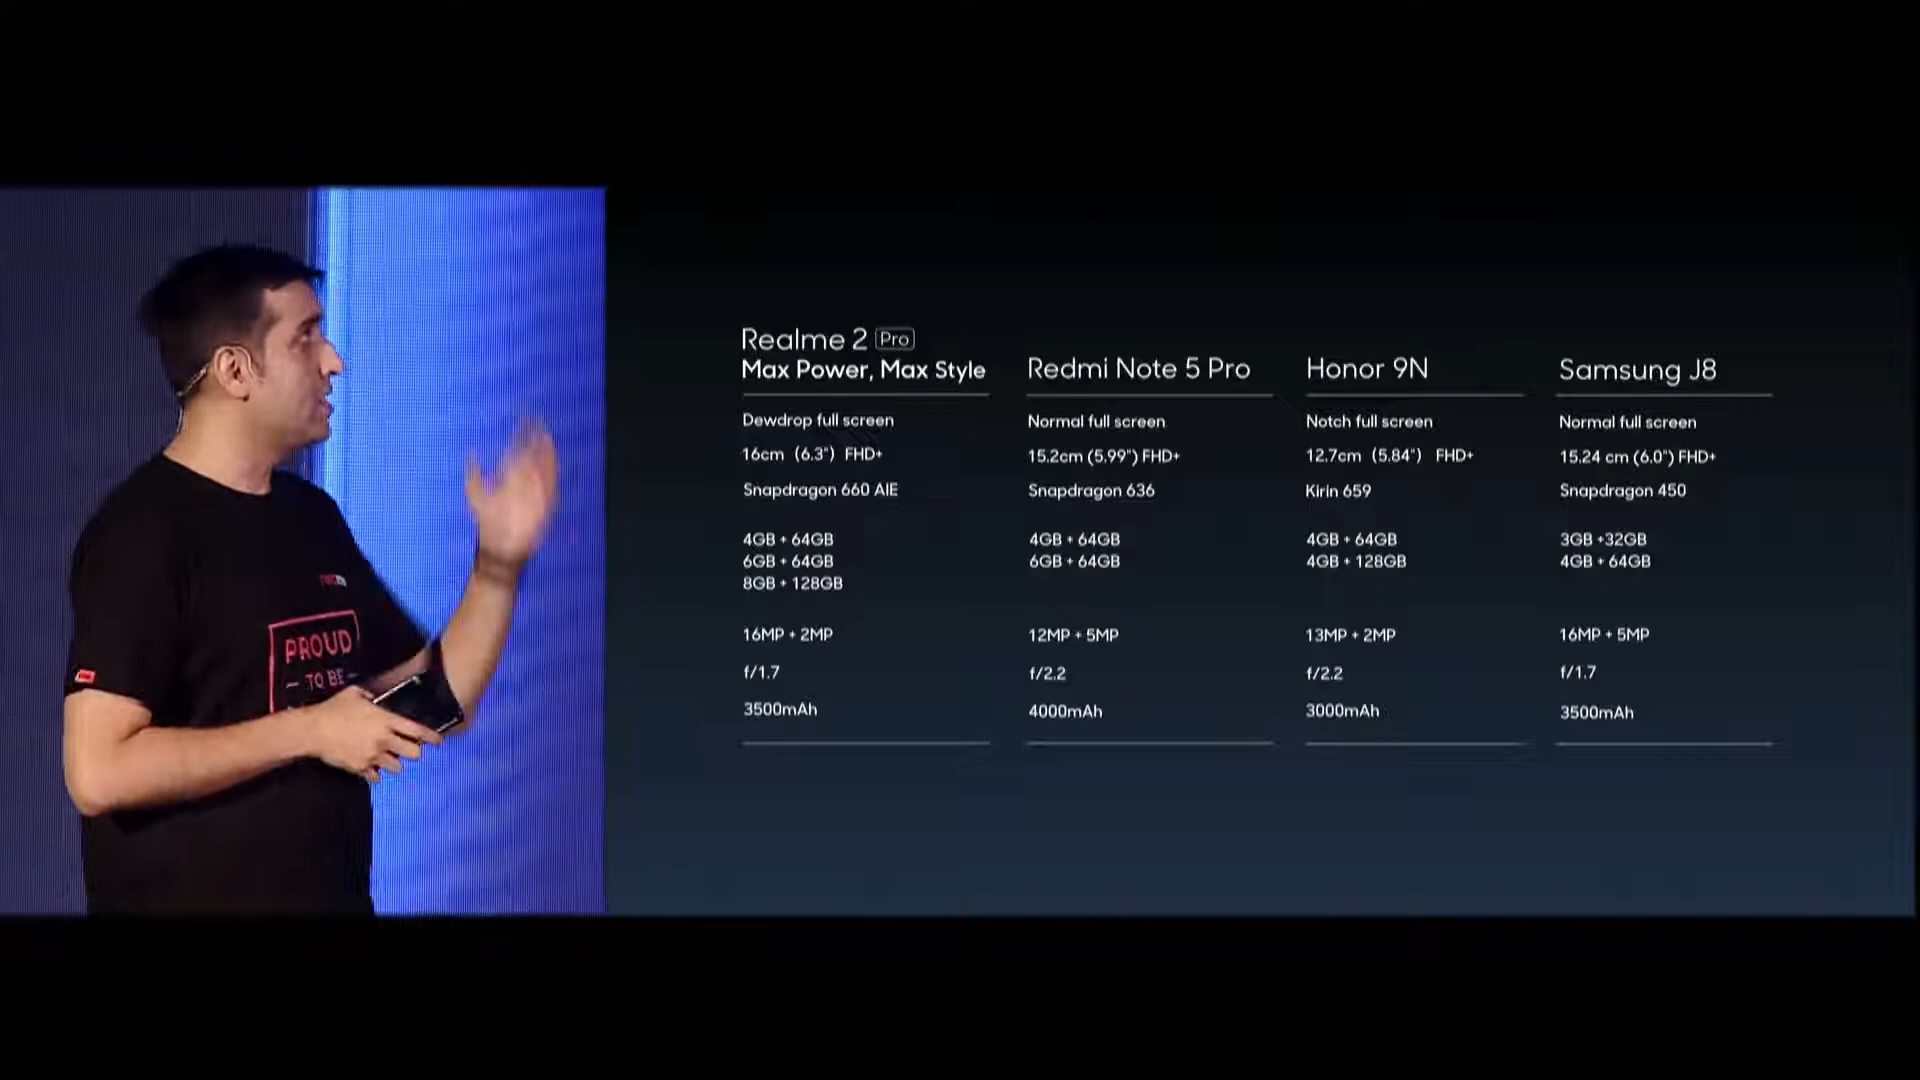 Realme 2 Pro
Max Power, Max Style
Dewdrop full screen
16cm (6.3") FHD+
Snapdragon 660 AIE
4GB + 64GB
6GB + 64GB
8GB + 128GB
16MP + 2MP
f/1.7
3500mAh
Redmi Note 5 Pro
Normal full screen
15.2cm (5.99") FHD+
Snapdragon 636
4GB + 64GB
6GB + 64GB
12MP + 5MP
f/2.2
4000mAh
Honor 9N
Notch full screen
12.7cm (5.84") FHD+
Kirin 659
4GB + 64GB
4GB + 128GB
13MP + 2MP
f/2.2
3000mAh
Samsung J8
Normal full screen
15.24 cm (6.0") FHD+
Snapdragon 450
3GB +32GB
4GB + 64GB
16MP + 5MP
f/1.7
3500mAh
PROUD
– TO BE –